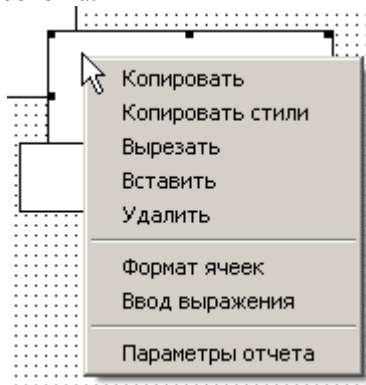 Копировать
Копировать стили
Вырезать
Вставить
Удалить
Формат ячеек
Ввод выражения
Параметры отчета